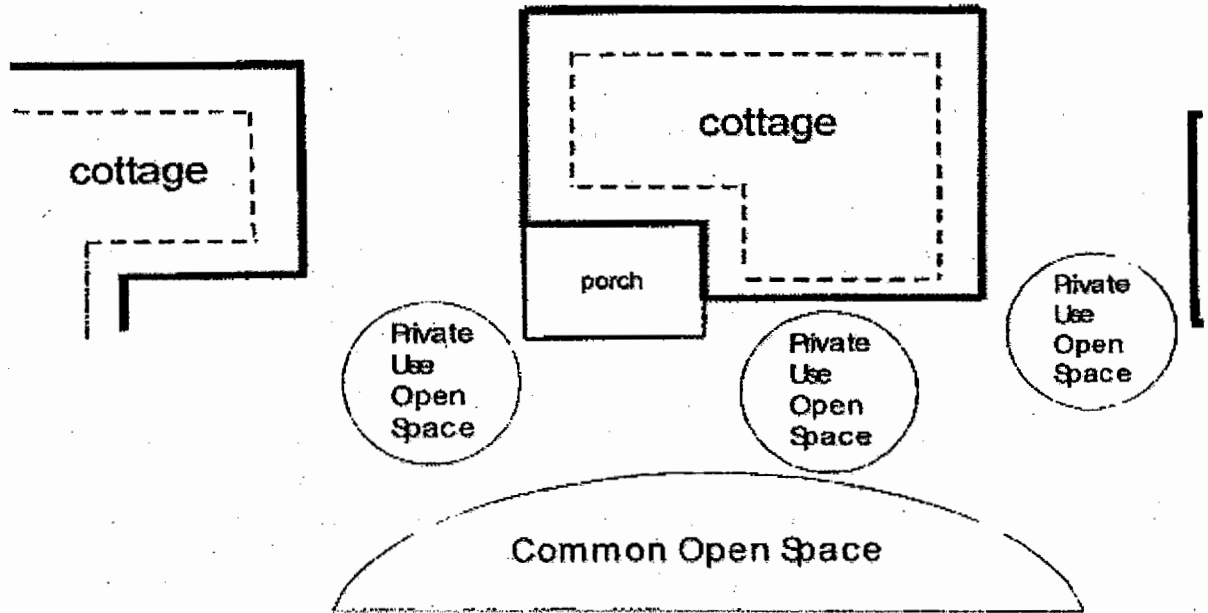 cottage
cottage
porch
Private
Use
Open
Space
Private
Use
Open
Space
Private
Use
Open
Space
Common Open Space